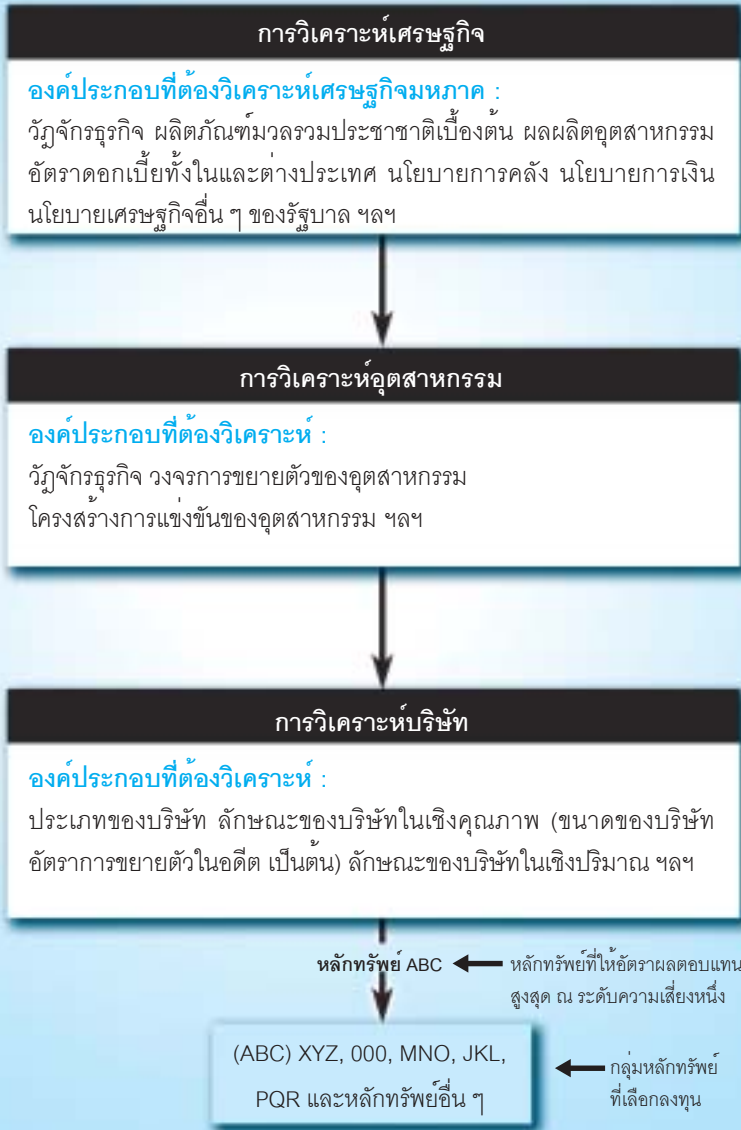 การวิเคราะห์เศรษฐกิจ
องค์ประกอบที่ต้องวิเคราะห์เศรษฐกิจมหภาค :
วัฏจักรธุรกิจ ผลิตภัณฑ์มวลรวมประชาชาติเบื้องต้น ผลผลิตอุตสาหกรรม
อัตราดอกเบี้ยทั้งในและต่างประเทศ นโยบายการคลัง นโยบายการเงิน
นโยบายเศรษฐกิจอื่น ๆ ของรัฐบาล ฯลฯ
การวิเคราะห์อุตสาหกรรม
องค์ประกอบที่ต้องวิเคราะห์ :
วัฏจักรธุรกิจ วงจรการขยายตัวของอุตสาหกรรม
โครงสร้างการแข่งขันของอุตสาหกรรม ฯลฯ
การวิเคราะห์บริษัท
องค์ประกอบที่ต้องวิเคราะห์ :
ประเภทของบริษัท ลักษณะของบริษัทในเชิงคุณภาพ (ขนาดของบริษัท
อัตราการขยายตัวในอดีต เป็นต้น) ลักษณะของบริษัทในเชิงปริมาณ ฯลฯ
หลักทรัพย์ ABC หลักทรัพย์ที่ให้อัตราผลตอบแทน
สูงสุด ณ ระดับความเสี่ยงหนึ่ง
(ABC) XYZ, 000, MNO, JKL,
PQR และหลักทรัพย์อื่น ๆ
กลุ่มหลักทรัพย์
ที่เลือกลงทุน